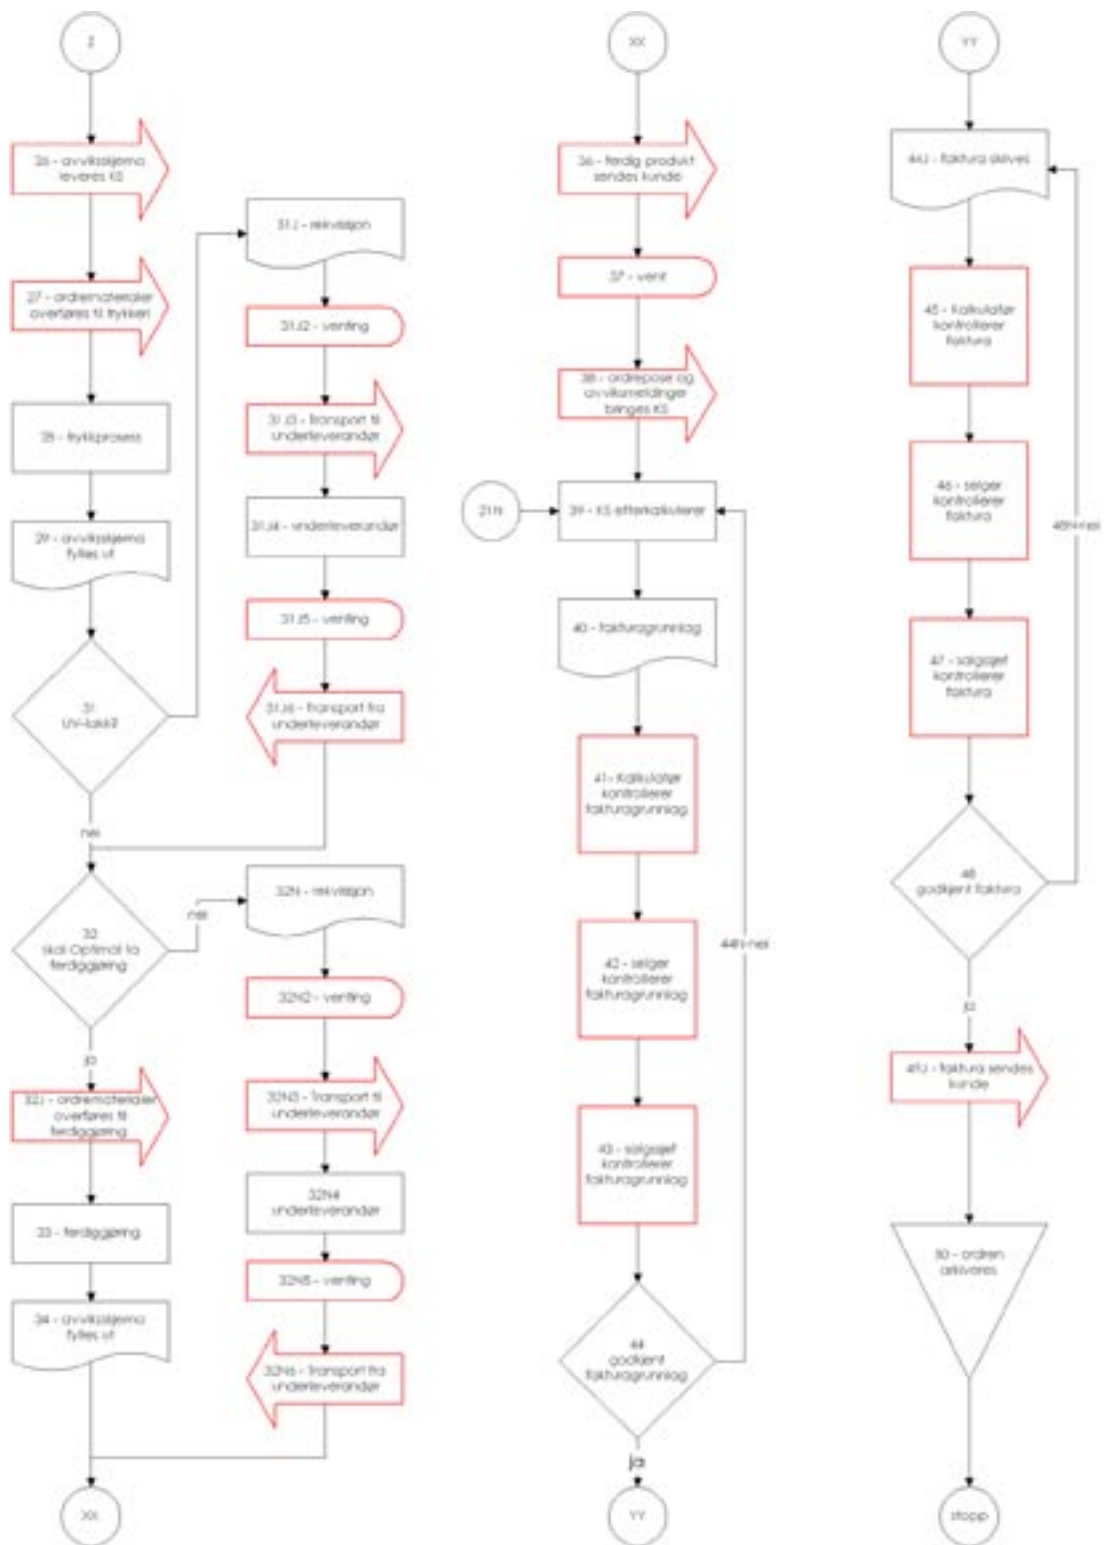 Z
26 - avviksskjema
leveres KS
27 - ordrematerialer
overføres til trykkeri
28 - trykkprosess
29 - avviksskjema
fylles ut
31
UV-lakk?
nei
32
skal Optimal ta
ferdiggjøring
nei
ja
32J - ordrematerialer
overføres til
ferdiggjøring
33 - ferdiggjøring
34 - avviksskjema
fylles ut
XX
31J - rekvisisjon
31J2 - venting
31J3 - Transport til
underleverandør
31J4 - underleverandør
31J5 - venting
31J6 - Transport fra
underleverandør
32N - rekvisisjon
32N2 - venting
32N3 - Transport til
underleverandør
32N4
underleverandør
32N5 - venting
32N6 - Transport fra
underleverandør
XX
36 - ferdig produkt
sendes kunde
37 - vent
38 - ordrepose og
avviksmeldinger
bringes KS
21N
39 - KS etterkalkulerer
40 - fakturagrunnlag
41 - Kalkulatør
kontrollerer
fakturagrunnlag
42 - selger
kontrollerer
fakturagrunnlag
44N-nei
43 - salgssjef
kontrollerer
fakturagrunnlag
44
godkjent
fakturagrunnlag
ja
YY
YY
44J - faktura skrives
45 - Kalkulatør
kontrollerer
faktura
46 - selger
kontrollerer
faktura
48N-nei
47 - salgssjef
kontrollerer
faktura
48
godkjent faktura
ja
49J - faktura sendes
kunde
50 - ordren
arkiveres
stopp